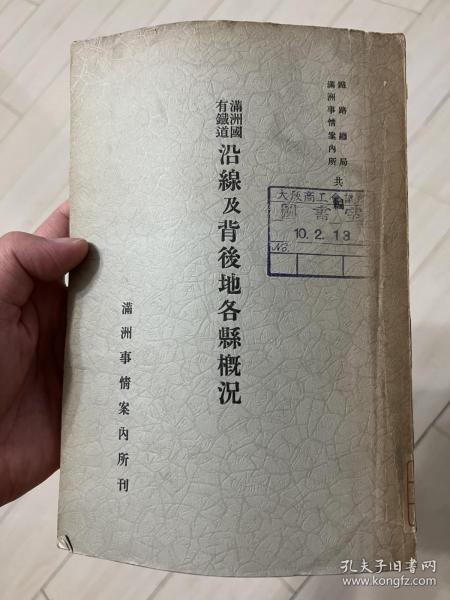 鐵路總局
滿洲事情案內所
共編
滿洲國
有鐵道
沿線及背後地各縣概況
滿洲事情案內所刊
大阪商工會議所
圖書室
10.2.13
No.
孔夫子旧书网
www.kongfz.com